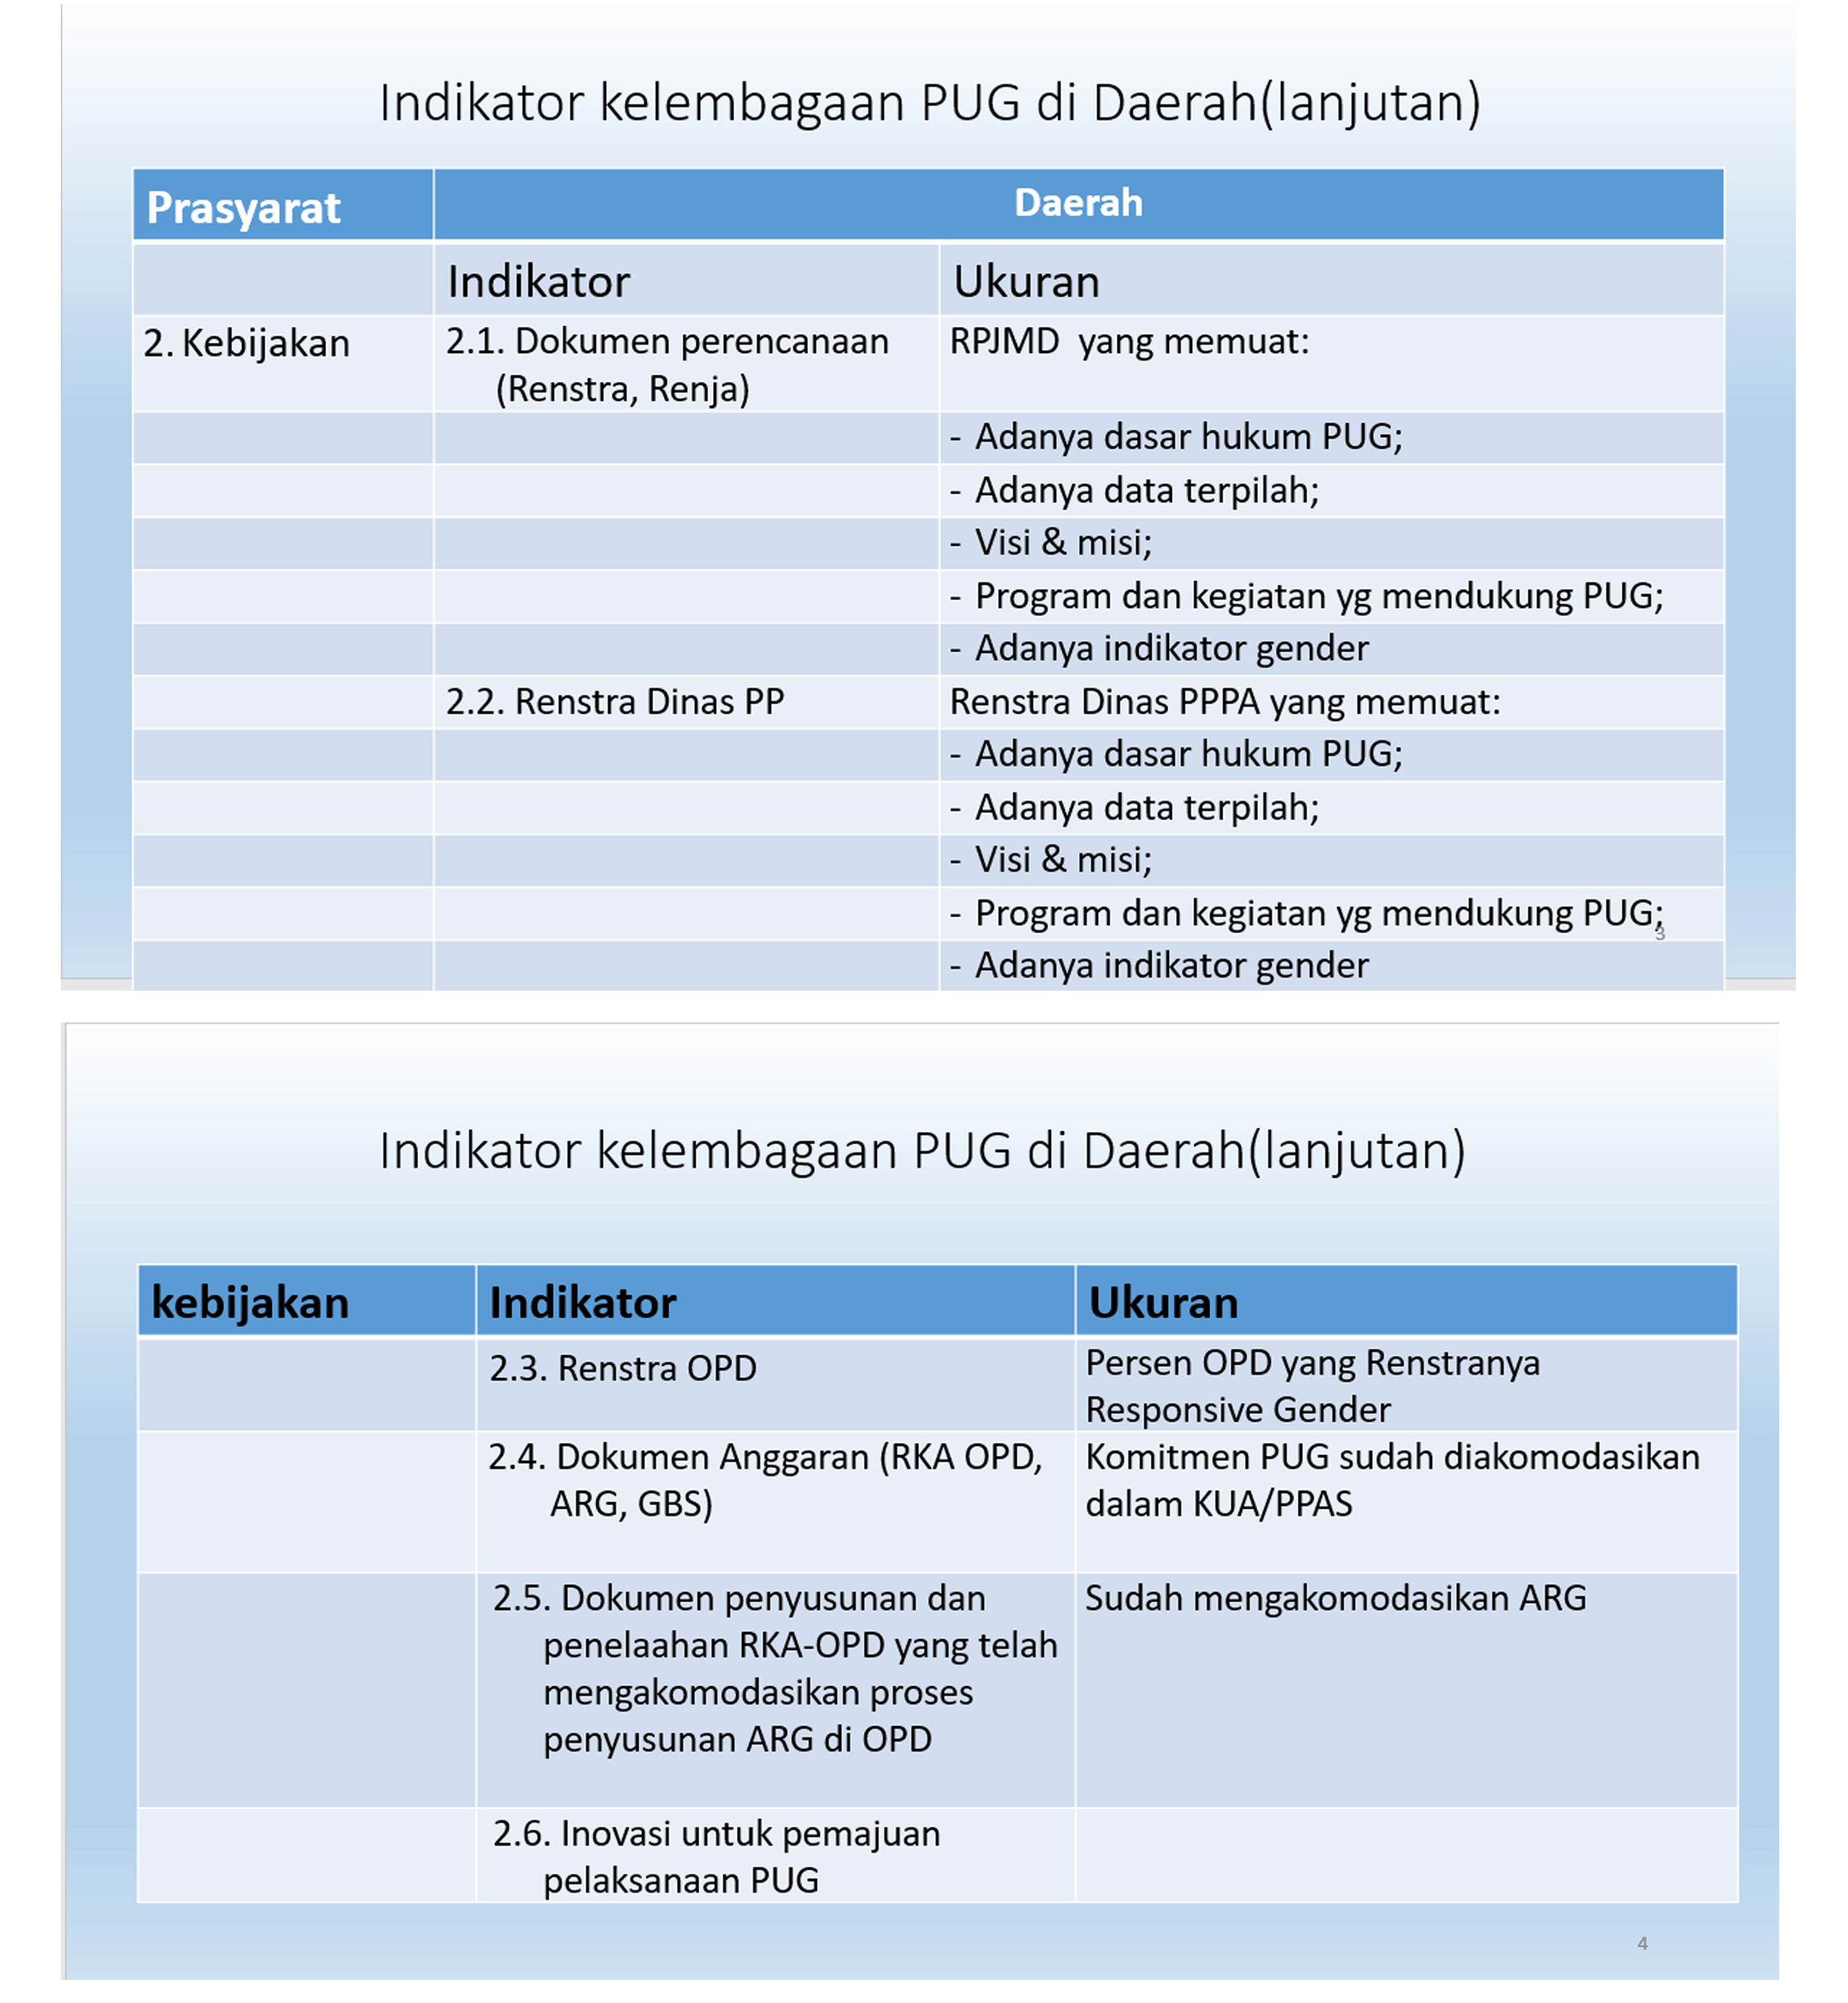 Indikator kelembagaan PUG di Daerah(lanjutan)
Prasyarat
Daerah
Indikator
Ukuran
2. Kebijakan
2.1. Dokumen perencanaan
(Renstra, Renja)
RPJMD  yang memuat:
- Adanya dasar hukum PUG;
- Adanya data terpilah;
- Visi & misi;
- Program dan kegiatan yg mendukung PUG;
- Adanya indikator gender
2.2. Renstra Dinas PP
Renstra Dinas PPPA yang memuat:
- Adanya dasar hukum PUG;
- Adanya data terpilah;
- Visi & misi;
- Program dan kegiatan yg mendukung PUG;
3
- Adanya indikator gender
Indikator kelembagaan PUG di Daerah(lanjutan)
kebijakan
Indikator
Ukuran
2.3. Renstra OPD
Persen OPD yang Renstranya
Responsive Gender
2.4. Dokumen Anggaran (RKA OPD,
ARG, GBS)
Komitmen PUG sudah diakomodasikan
dalam KUA/PPAS
2.5. Dokumen penyusunan dan
penelaahan RKA-OPD yang telah
mengakomodasikan proses
penyusunan ARG di OPD
Sudah mengakomodasikan ARG
2.6. Inovasi untuk pemajuan
pelaksanaan PUG
4